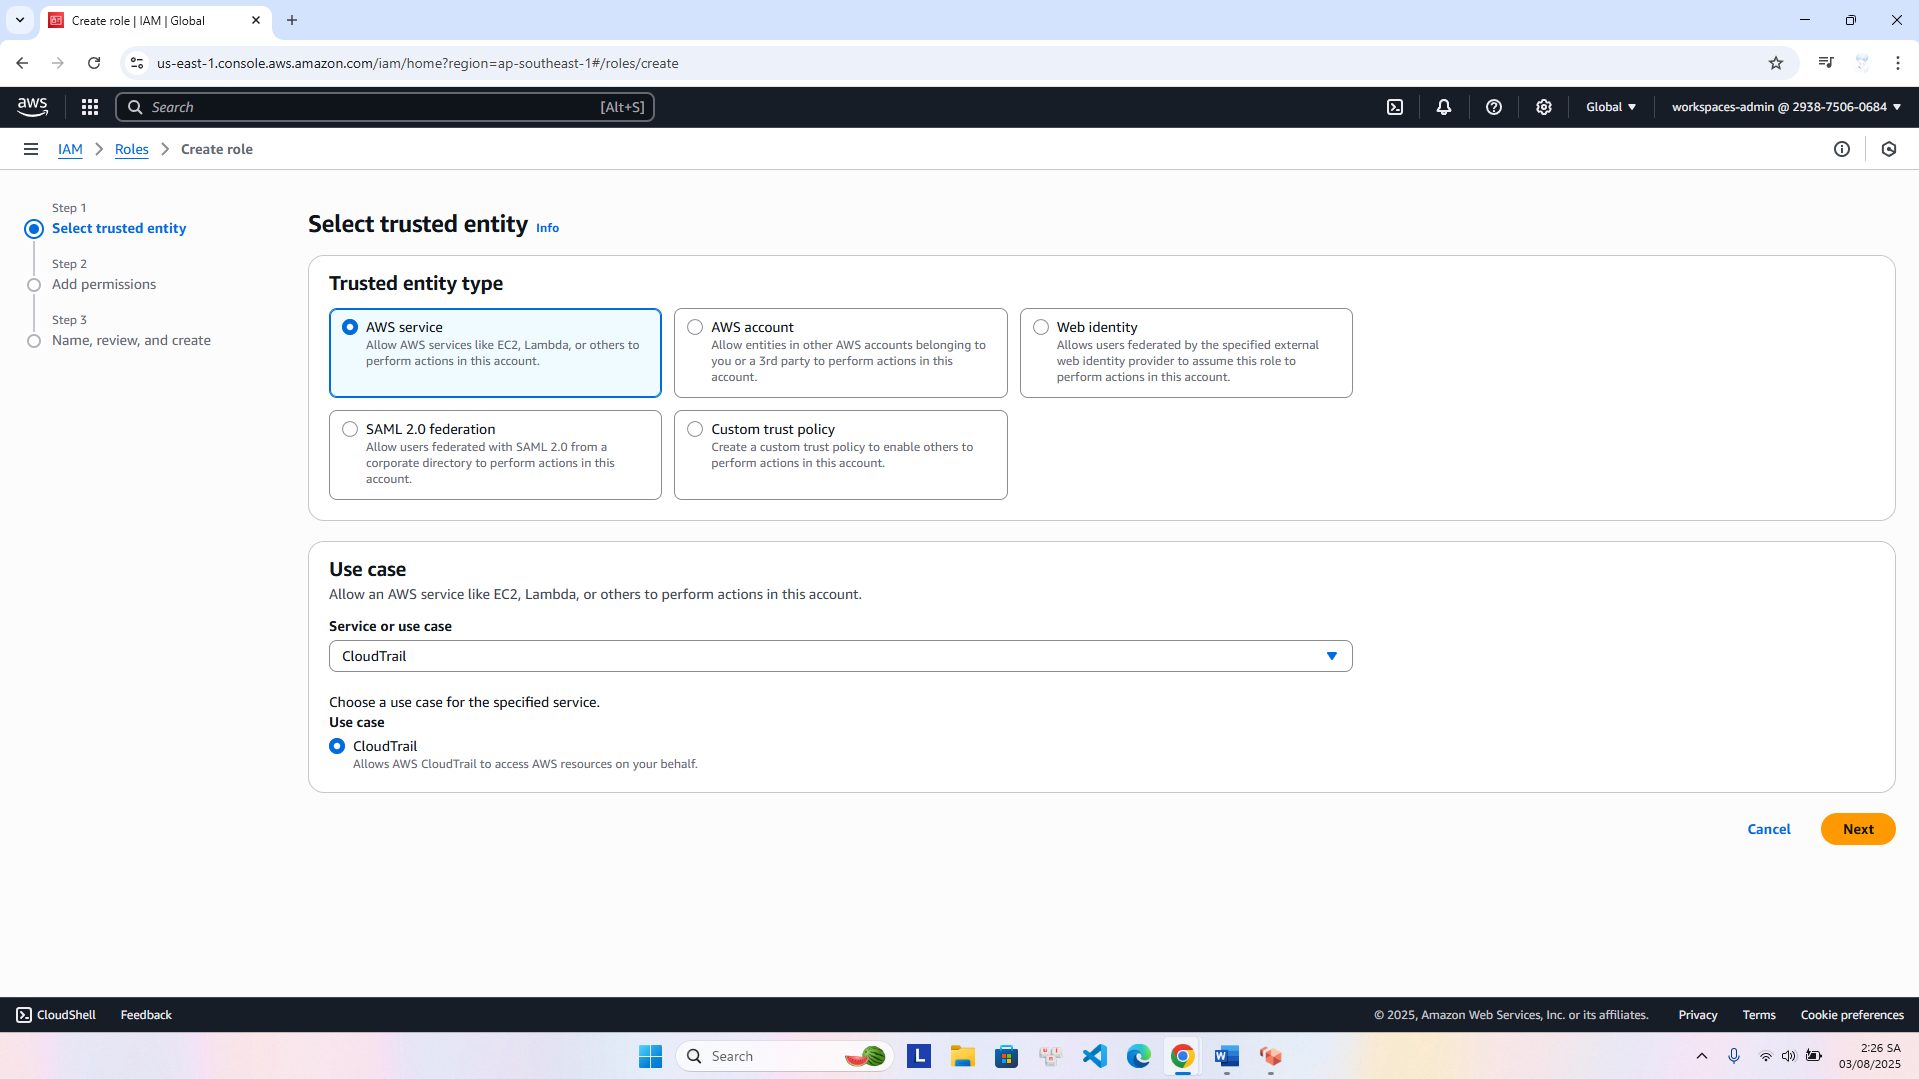 Create role | IAM | Global
us-east-1.console.aws.amazon.com/iam/home?region=ap-southeast-1#/roles/create
aws
Search
[Alt+S]
Global
workspaces-admin @ 2938-7506-0684
IAM
Roles
Create role
Step 1
Select trusted entity
Step 2
Add permissions
Step 3
Name, review, and create
Select trusted entity Info
Trusted entity type
AWS service
Allow AWS services like EC2, Lambda, or others to
perform actions in this account.
AWS account
Allow entities in other AWS accounts belonging to
you or a 3rd party to perform actions in this
account.
Web identity
Allows users federated by the specified external
web identity provider to assume this role to
perform actions in this account.
SAML 2.0 federation
Allow users federated with SAML 2.0 from a
corporate directory to perform actions in this
account.
Custom trust policy
Create a custom trust policy to enable others to
perform actions in this account.
Use case
Allow an AWS service like EC2, Lambda, or others to perform actions in this account.
Service or use case
CloudTrail
Choose a use case for the specified service.
Use case
CloudTrail
Allows AWS CloudTrail to access AWS resources on your behalf.
Cancel
Next
CloudShell
Feedback
© 2025, Amazon Web Services, Inc. or its affiliates.
Privacy
Terms
Cookie preferences
Search
L
W
2:26 SA
03/08/2025